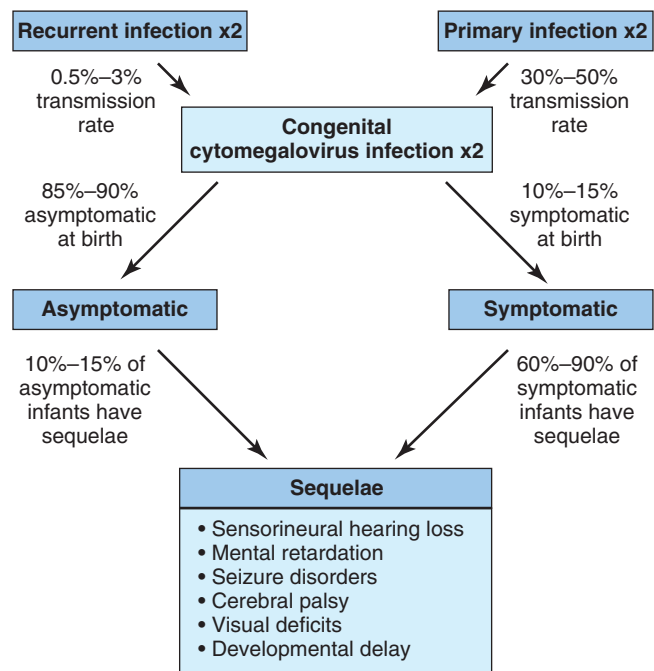 Recurrent infection x2
Primary infection x2
0.5%–3%
transmission
rate
30%–50%
transmission
rate
Congenital
cytomegalovirus infection x2
85%–90%
asymptomatic
at birth
10%–15%
symptomatic
at birth
Asymptomatic
Symptomatic
10%–15% of
asymptomatic
infants have
sequelae
60%–90% of
symptomatic
infants have
sequelae
Sequelae
• Sensorineural hearing loss
• Mental retardation
• Seizure disorders
• Cerebral palsy
• Visual deficits
• Developmental delay